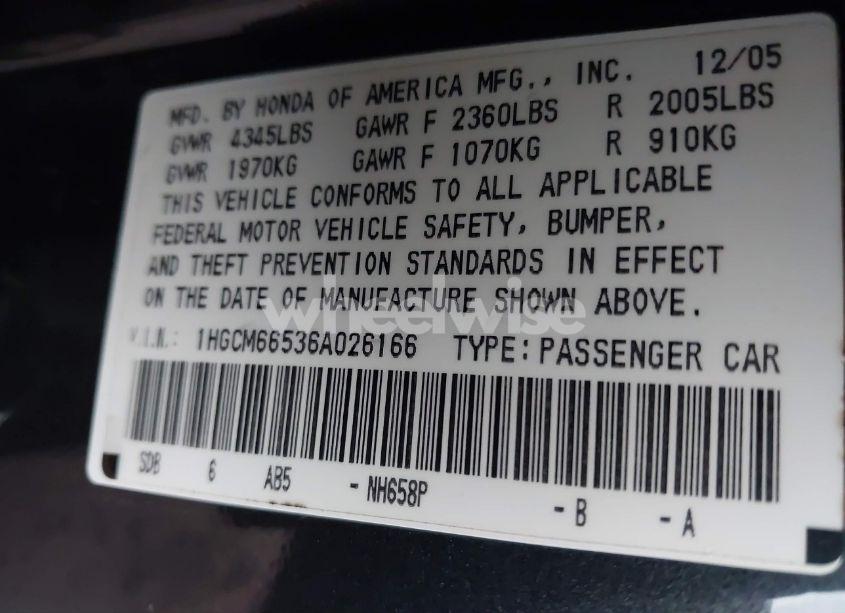 MFD. BY HONDA OF AMERICA MFG., INC. 12/05
GVWR 4345LBS GAWR F 2360LBS R 2005LBS
GVWR 1970KG GAWR F 1070KG R 910KG
THIS VEHICLE CONFORMS TO ALL APPLICABLE
FEDERAL MOTOR VEHICLE SAFETY, BUMPER,
AND THEFT PREVENTION STANDARDS IN EFFECT
ON THE DATE OF MANUFACTURE SHOWN ABOVE.
wheelwise
V.I.N.: 1HGCM66536A026166 TYPE: PASSENGER CAR
SDB 6 AB5 - NH658P - B - A